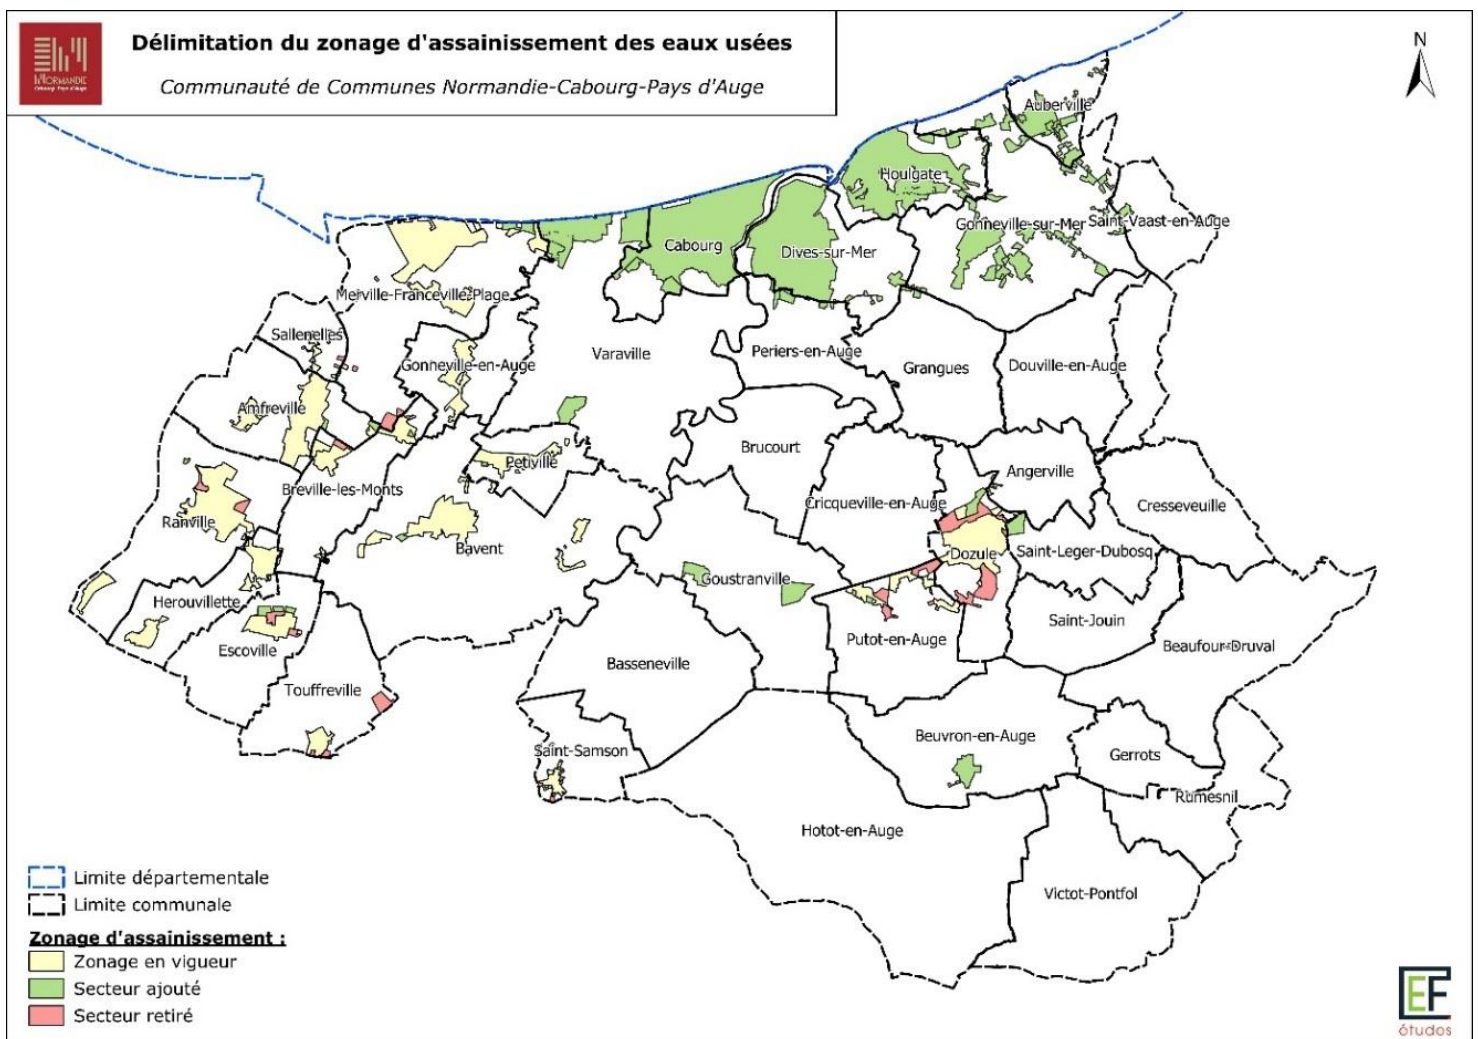 Délimitation du zonage d'assainissement des eaux usées
Communauté de Communes Normandie-Cabourg-Pays d'Auge
NORMANDIE
Cabourg-Pays d'Auge
N
Auberville
Houlgate
Gonneville-sur-Mer
Saint-Vaast-en-Auge
Cabourg
Dives-sur-Mer
Merville-Franceville-Plage
Sallenelles
Varaville
Periers-en-Auge
Gonneville-en-Auge
Grangues
Douville-en-Auge
Amfreville
Brucourt
Petiville
Angerville
Breville-les-Monts
Cricqueville-en-Auge
Cresseveuille
Ranville
Bavent
Dozule
Saint-Leger-Dubosq
Goustranville
Herouvillette
Saint-Jouin
Putot-en-Auge
Escoville
Beaufour-Druval
Basseneville
Touffreville
Beuvron-en-Auge
Saint-Samson
Gerrots
Rumesnil
Hotot-en-Auge
Victot-Pontfol
Limite départementale
Limite communale
Zonage d'assainissement :
Zonage en vigueur
Secteur ajouté
Secteur retiré
EF
études